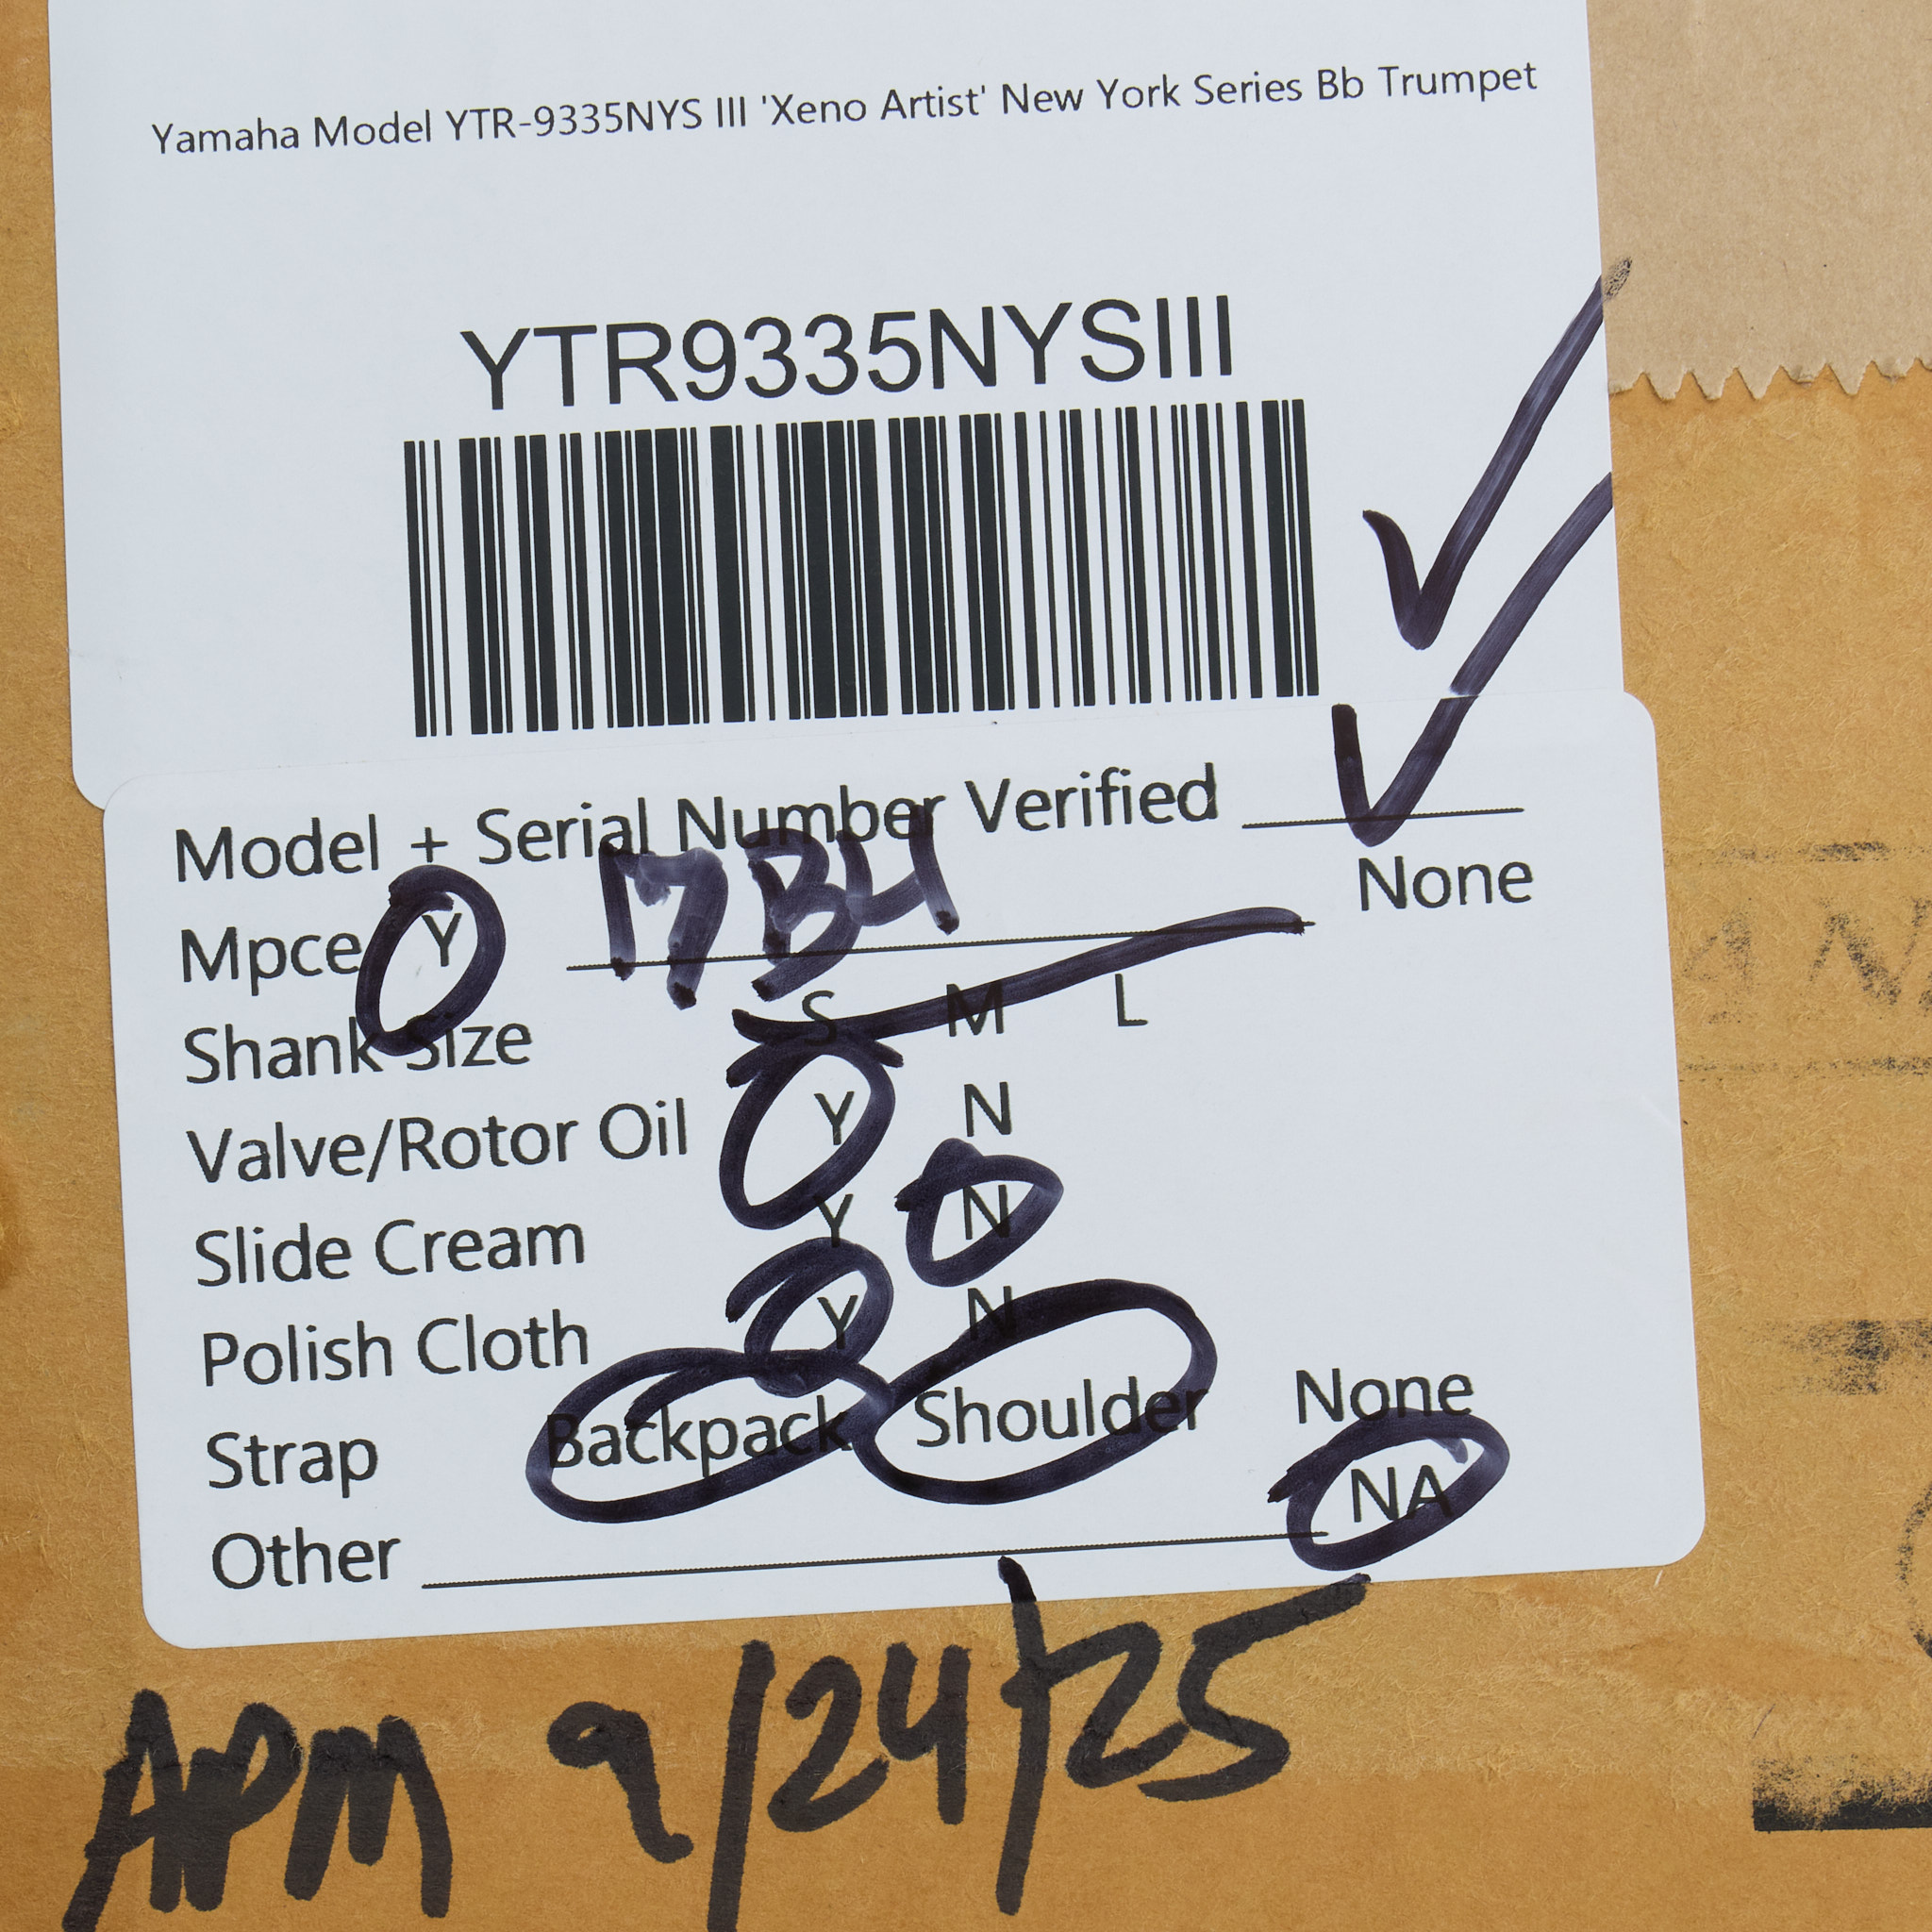 Yamaha Model YTR-9335NYS III 'Xeno Artist' New York Series Bb Trumpet
YTR9335NYSIII
Model + Serial Number Verified
Mpce Y 17B4 None
Shank Size S M L
Valve/Rotor Oil Y N
Slide Cream Y N
Polish Cloth Y N
Strap Backpack Shoulder None
Other NA
APM 9/24/25